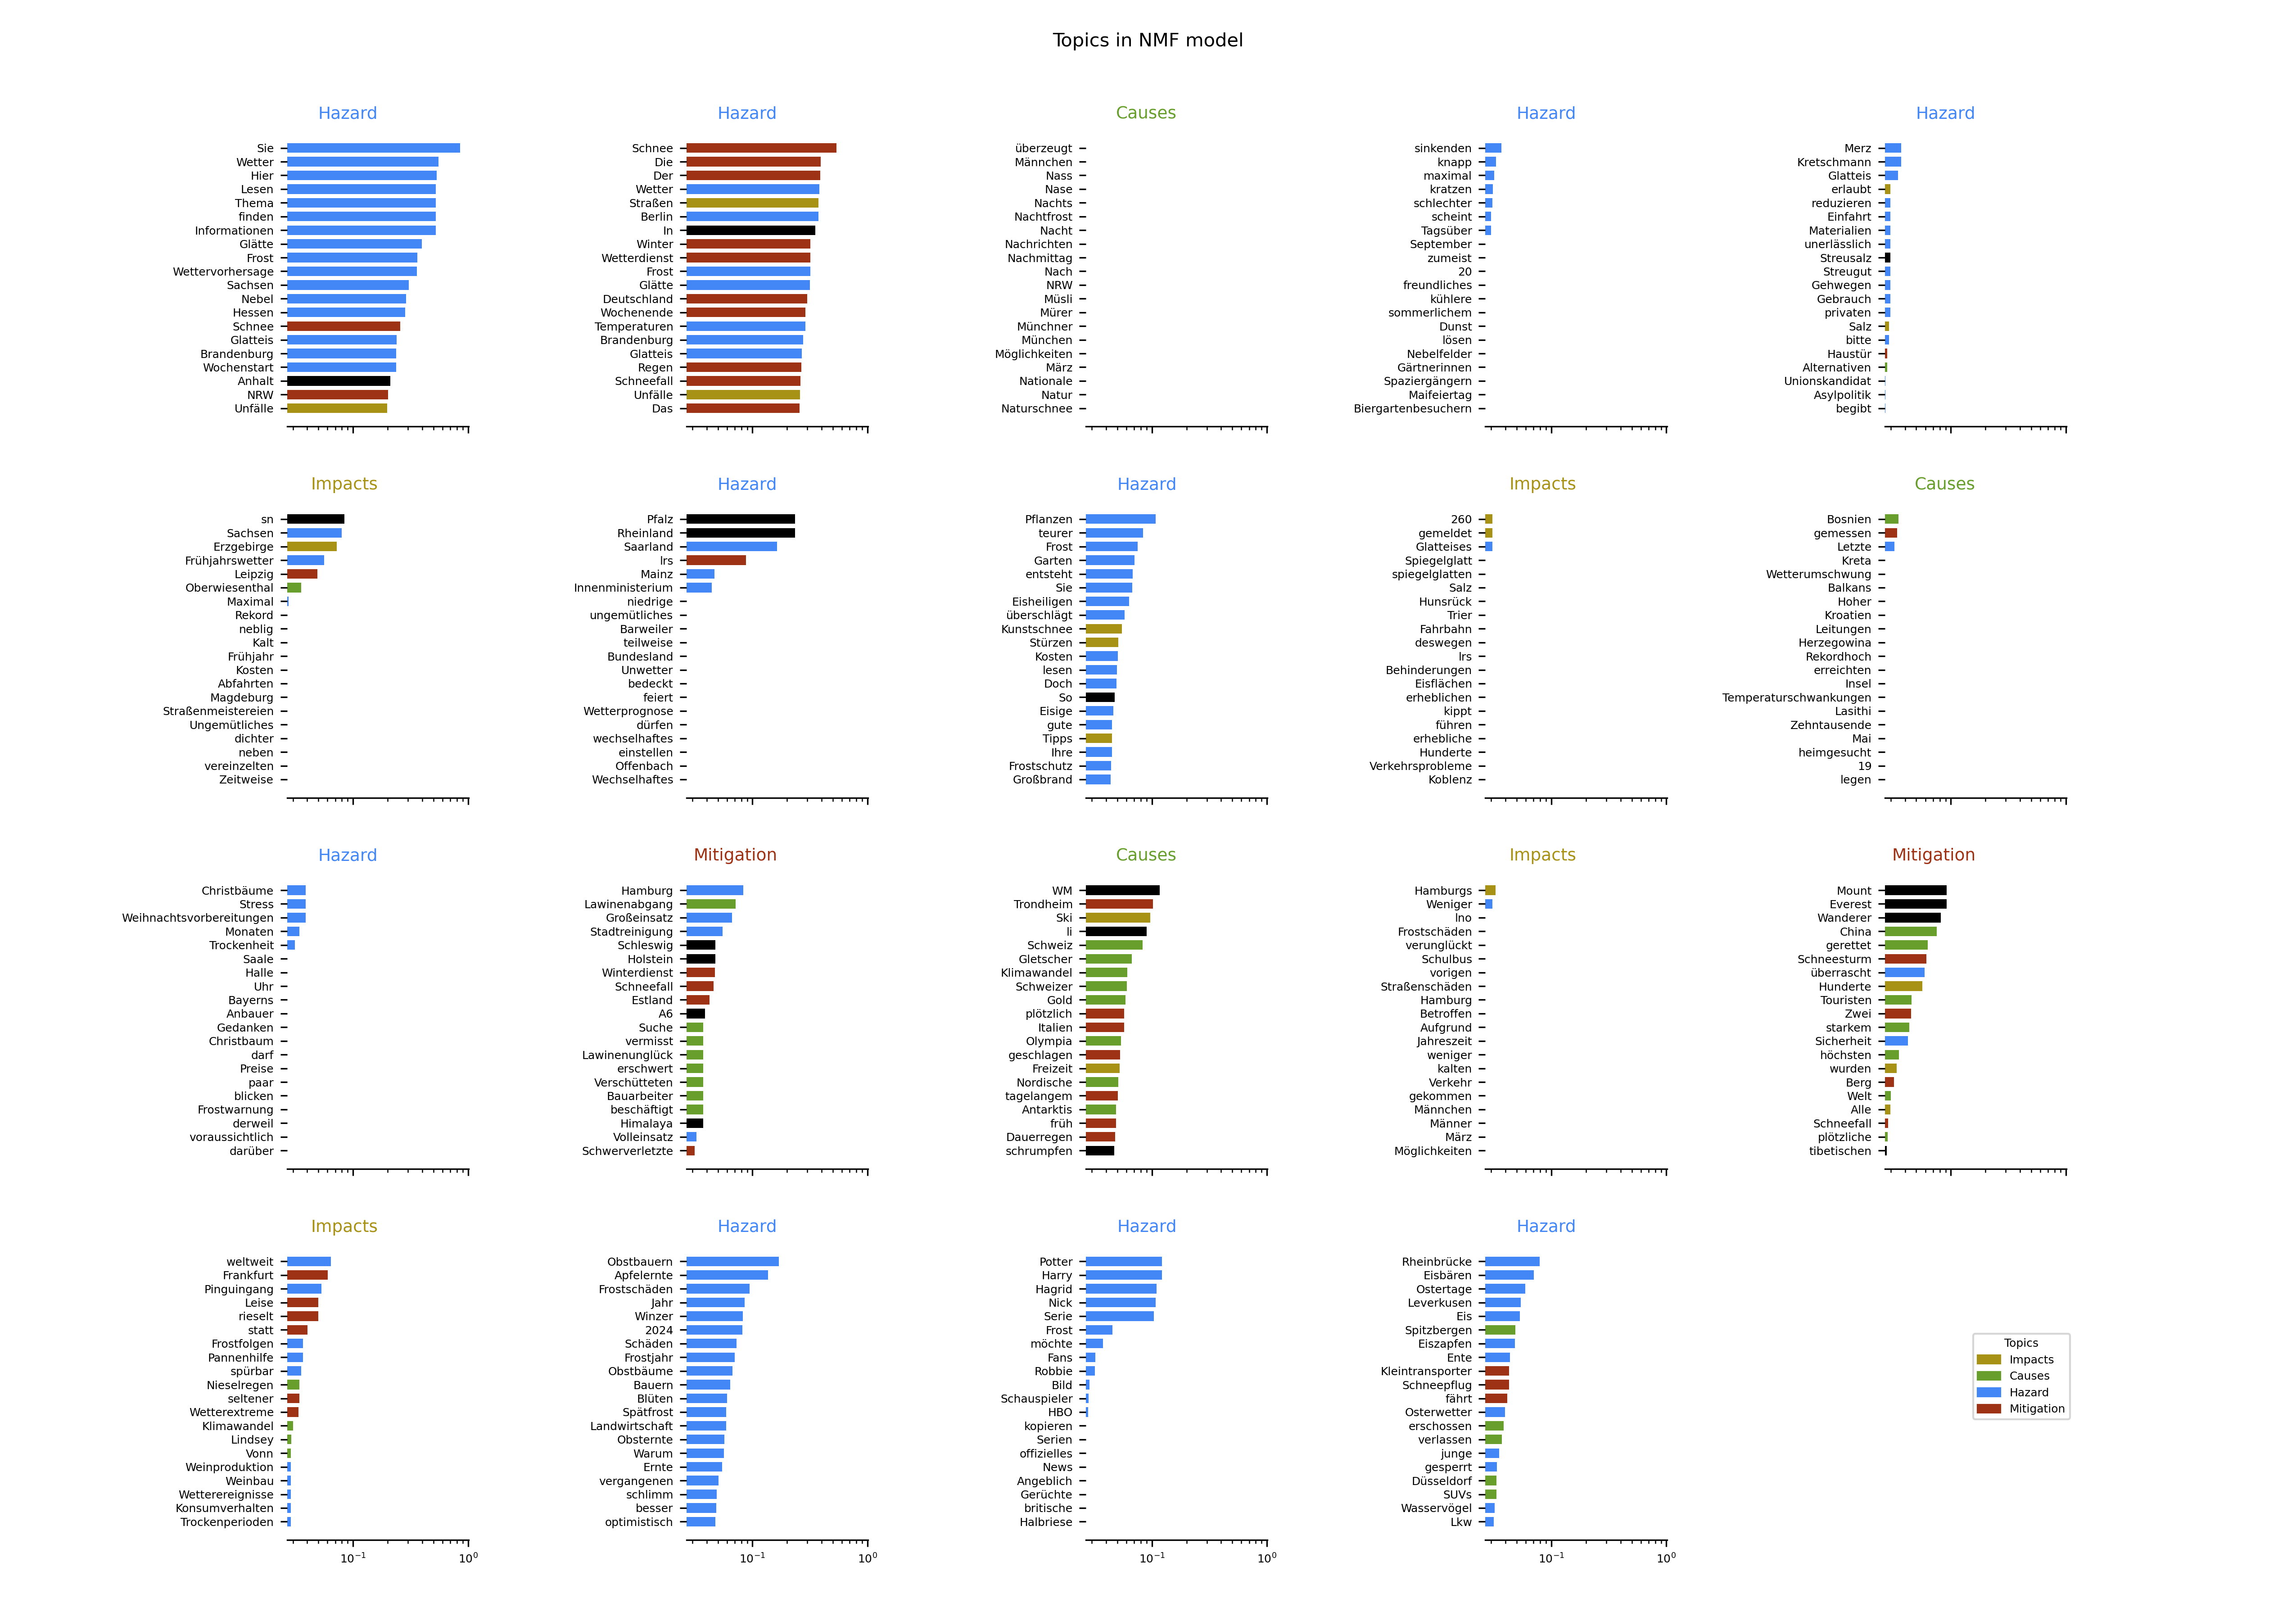 Topics in NMF model
Hazard
Sie
Wetter
Hier
Lesen
Thema
finden
Informationen
Glätte
Frost
Wettervorhersage
Sachsen
Nebel
Hessen
Schnee
Glatteis
Brandenburg
Wochenstart
Anhalt
NRW
Unfälle
Hazard
Schnee
Die
Der
Wetter
Straßen
Berlin
In
Winter
Wetterdienst
Frost
Glätte
Deutschland
Wochenende
Temperaturen
Brandenburg
Glatteis
Regen
Schneefall
Unfälle
Das
Causes
überzeugt
Männchen
Nass
Nase
Nachts
Nachtfrost
Nacht
Nachrichten
Nachmittag
Nach
NRW
Müsli
Mürer
Münchner
München
Möglichkeiten
März
Nationale
Natur
Naturschnee
Hazard
sinkenden
knapp
maximal
kratzen
schlechter
scheint
Tagsüber
September
zumeist
20
freundliches
kühlere
sommerlichem
Dunst
lösen
Nebelfelder
Gärtnerinnen
Spaziergängern
Maifeiertag
Biergartenbesuchern
Hazard
Merz
Kretschmann
Glatteis
erlaubt
reduzieren
Einfahrt
Materialien
unerlässlich
Streusalz
Streugut
Gehwegen
Gebrauch
privaten
Salz
bitte
Haustür
Alternativen
Unionskandidat
Asylpolitik
begibt
Impacts
sn
Sachsen
Erzgebirge
Frühjahrswetter
Leipzig
Oberwiesenthal
Maximal
Rekord
neblig
Kalt
Frühjahr
Kosten
Abfahrten
Magdeburg
Straßenmeistereien
Ungemütliches
dichter
neben
vereinzelten
Zeitweise
Hazard
Pfalz
Rheinland
Saarland
lrs
Mainz
Innenministerium
niedrige
ungemütliches
Barweiler
teilweise
Bundesland
Unwetter
bedeckt
feiert
Wetterprognose
dürfen
wechselhaftes
einstellen
Offenbach
Wechselhaftes
Hazard
Pflanzen
teurer
Frost
Garten
entsteht
Sie
Eisheiligen
überschlägt
Kunstschnee
Stürzen
Kosten
lesen
Doch
So
Eisige
gute
Tipps
Ihre
Frostschutz
Großbrand
Impacts
260
gemeldet
Glatteises
Spiegelglatt
spiegelglatten
Salz
Hunsrück
Trier
Fahrbahn
deswegen
lrs
Behinderungen
Eisflächen
erheblichen
kippt
führen
erhebliche
Hunderte
Verkehrsprobleme
Koblenz
Causes
Bosnien
gemessen
Letzte
Kreta
Wetterumschwung
Balkans
Hoher
Kroatien
Leitungen
Herzegowina
Rekordhoch
erreichten
Insel
Temperaturschwankungen
Lasithi
Zehntausende
Mai
heimgesucht
19
legen
Hazard
Christbäume
Stress
Weihnachtsvorbereitungen
Monaten
Trockenheit
Saale
Halle
Uhr
Bayerns
Anbauer
Gedanken
Christbaum
darf
Preise
paar
blicken
Frostwarnung
derweil
voraussichtlich
darüber
Mitigation
Hamburg
Lawinenabgang
Großeinsatz
Stadtreinigung
Schleswig
Holstein
Winterdienst
Schneefall
Estland
A6
Suche
vermisst
Lawinenunglück
erschwert
Verschütteten
Bauarbeiter
beschäftigt
Himalaya
Volleinsatz
Schwerverletzte
Causes
WM
Trondheim
Ski
li
Schweiz
Gletscher
Klimawandel
Schweizer
Gold
plötzlich
Italien
Olympia
geschlagen
Freizeit
Nordische
tagelangem
Antarktis
früh
Dauerregen
schrumpfen
Impacts
Hamburgs
Weniger
lno
Frostschäden
verunglückt
Schulbus
vorigen
Straßenschäden
Hamburg
Betroffen
Aufgrund
Jahreszeit
weniger
kalten
Verkehr
gekommen
Männchen
Männer
März
Möglichkeiten
Mitigation
Mount
Everest
Wanderer
China
gerettet
Schneesturm
überrascht
Hunderte
Touristen
Zwei
starkem
Sicherheit
höchsten
wurden
Berg
Welt
Alle
Schneefall
plötzliche
tibetischen
Impacts
weltweit
Frankfurt
Pinguingang
Leise
rieselt
statt
Frostfolgen
Pannenhilfe
spürbar
Nieselregen
seltener
Wetterextreme
Klimawandel
Lindsey
Vonn
Weinproduktion
Weinbau
Wetterereignisse
Konsumverhalten
Trockenperioden
10⁻¹ 10⁰
Hazard
Obstbauern
Apfelernte
Frostschäden
Jahr
Winzer
2024
Schäden
Frostjahr
Obstbäume
Bauern
Blüten
Spätfrost
Landwirtschaft
Obsternte
Warum
Ernte
vergangenen
schlimm
besser
optimistisch
10⁻¹ 10⁰
Hazard
Potter
Harry
Hagrid
Nick
Serie
Frost
möchte
Fans
Robbie
Bild
Schauspieler
HBO
kopieren
Serien
offizielles
News
Angeblich
Gerüchte
britische
Halbriese
10⁻¹ 10⁰
Hazard
Rheinbrücke
Eisbären
Ostertage
Leverkusen
Eis
Spitzbergen
Eiszapfen
Ente
Kleintransporter
Schneepflug
fährt
Osterwetter
erschossen
verlassen
junge
gesperrt
Düsseldorf
SUVs
Wasservögel
Lkw
10⁻¹ 10⁰
Topics
Impacts
Causes
Hazard
Mitigation